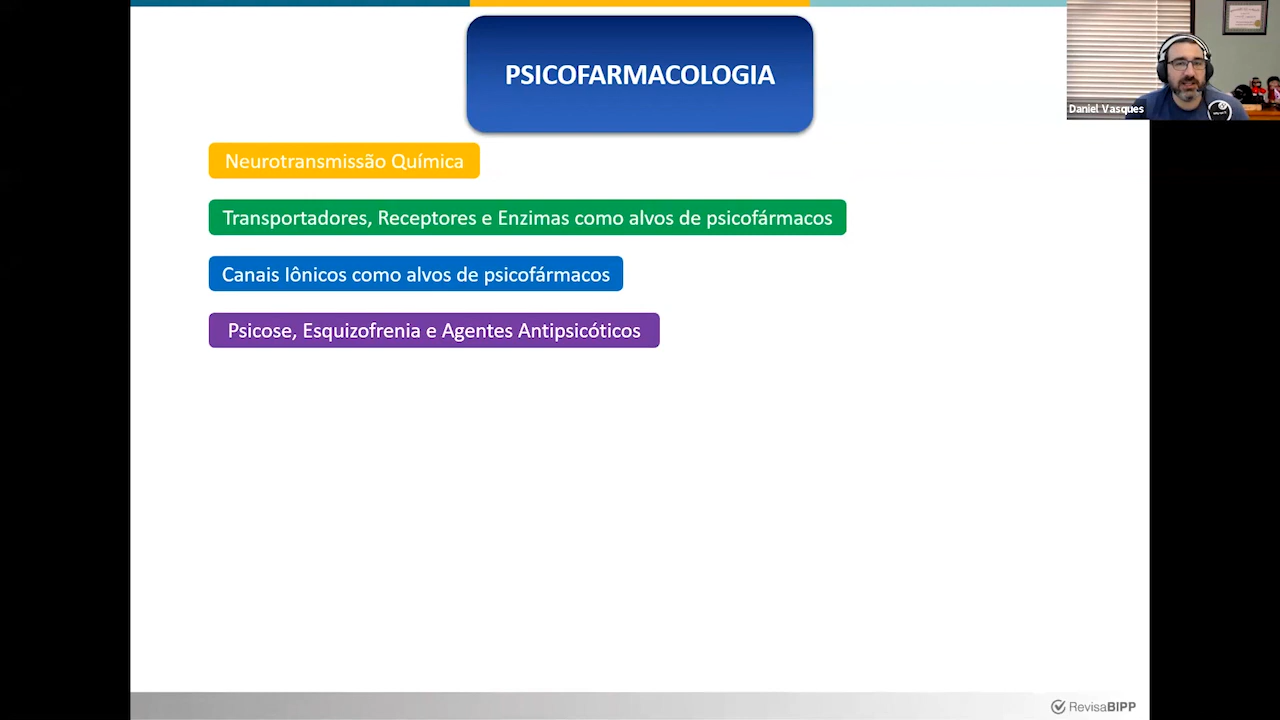 PSICOFARMACOLOGIA
Daniel Vasques
Neurotransmissão Química
Transportadores, Receptores e Enzimas como alvos de psicofármacos
Canais Iônicos como alvos de psicofármacos
Psicose, Esquizofrenia e Agentes Antipsicóticos
RevisaBIPP